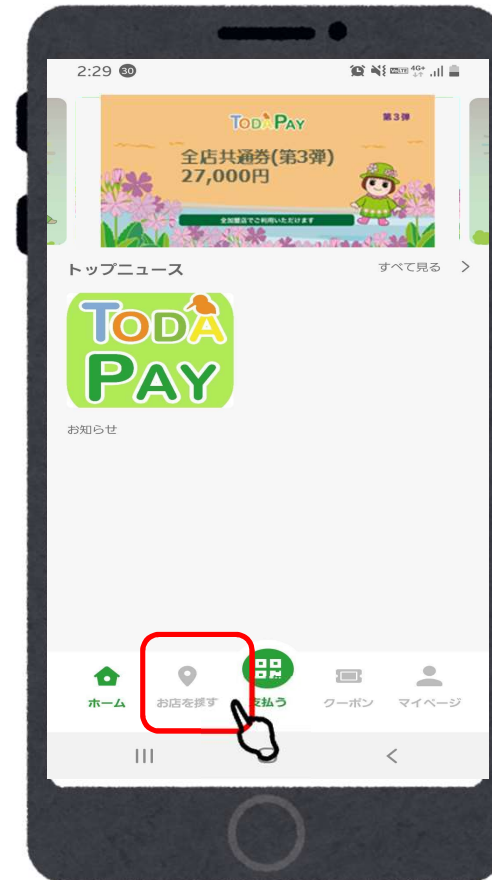 2:29 30
4G+
TODAPAY 第3弾
全店共通券(第3弾)
27,000円
全加盟店でご利用いただけます
トップニュース すべて見る >
TODA
PAY
お知らせ
ホーム お店を探す 支払う クーポン マイページ